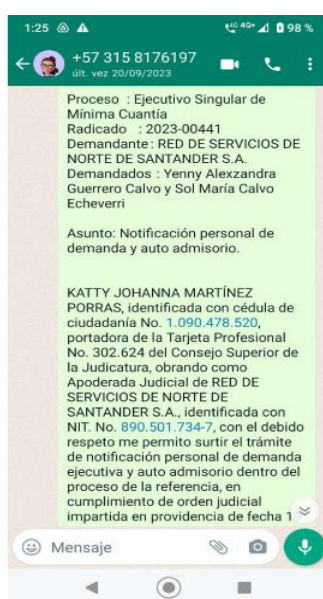 1:25
4G 4G+ 98 %
+57 315 8176197
últ. vez 20/09/2023
Proceso : Ejecutivo Singular de
Mínima Cuantía
Radicado : 2023-00441
Demandante: RED DE SERVICIOS DE
NORTE DE SANTANDER S.A.
Demandados : Yenny Alexzandra
Guerrero Calvo y Sol María Calvo
Echeverri
Asunto: Notificación personal de
demanda y auto admisorio.
KATTY JOHANNA MARTÍNEZ
PORRAS, identificada con cédula de
ciudadanía No. 1.090.478.520,
portadora de la Tarjeta Profesional
No. 302.624 del Consejo Superior de
la Judicatura, obrando como
Apoderada Judicial de RED DE
SERVICIOS DE NORTE DE
SANTANDER S.A., identificada con
NIT. No. 890.501.734-7, con el debido
respeto me permito surtir el trámite
de notificación personal de demanda
ejecutiva y auto admisorio dentro del
proceso de la referencia, en
cumplimiento de orden judicial
impartida en providencia de fecha 1
Mensaje